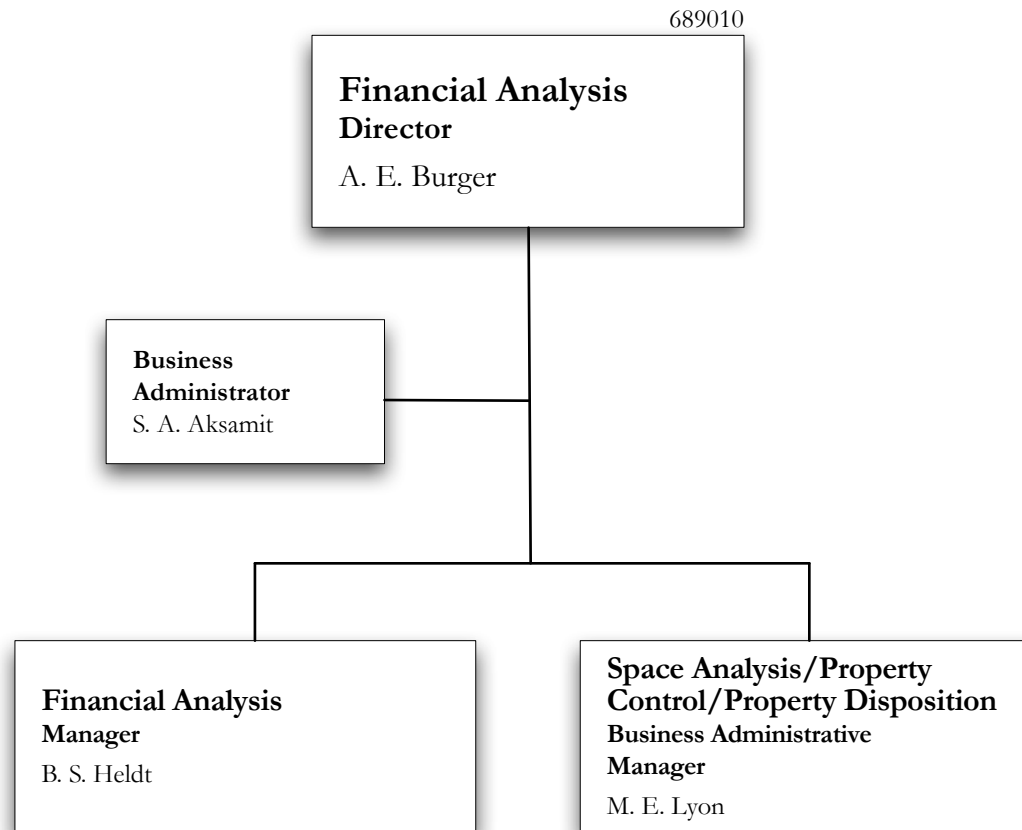 689010
Financial Analysis
Director
A. E. Burger
Business
Administrator
S. A. Aksamit
Financial Analysis
Manager
B. S. Heldt
Space Analysis/Property
Control/Property Disposition
Business Administrative
Manager
M. E. Lyon